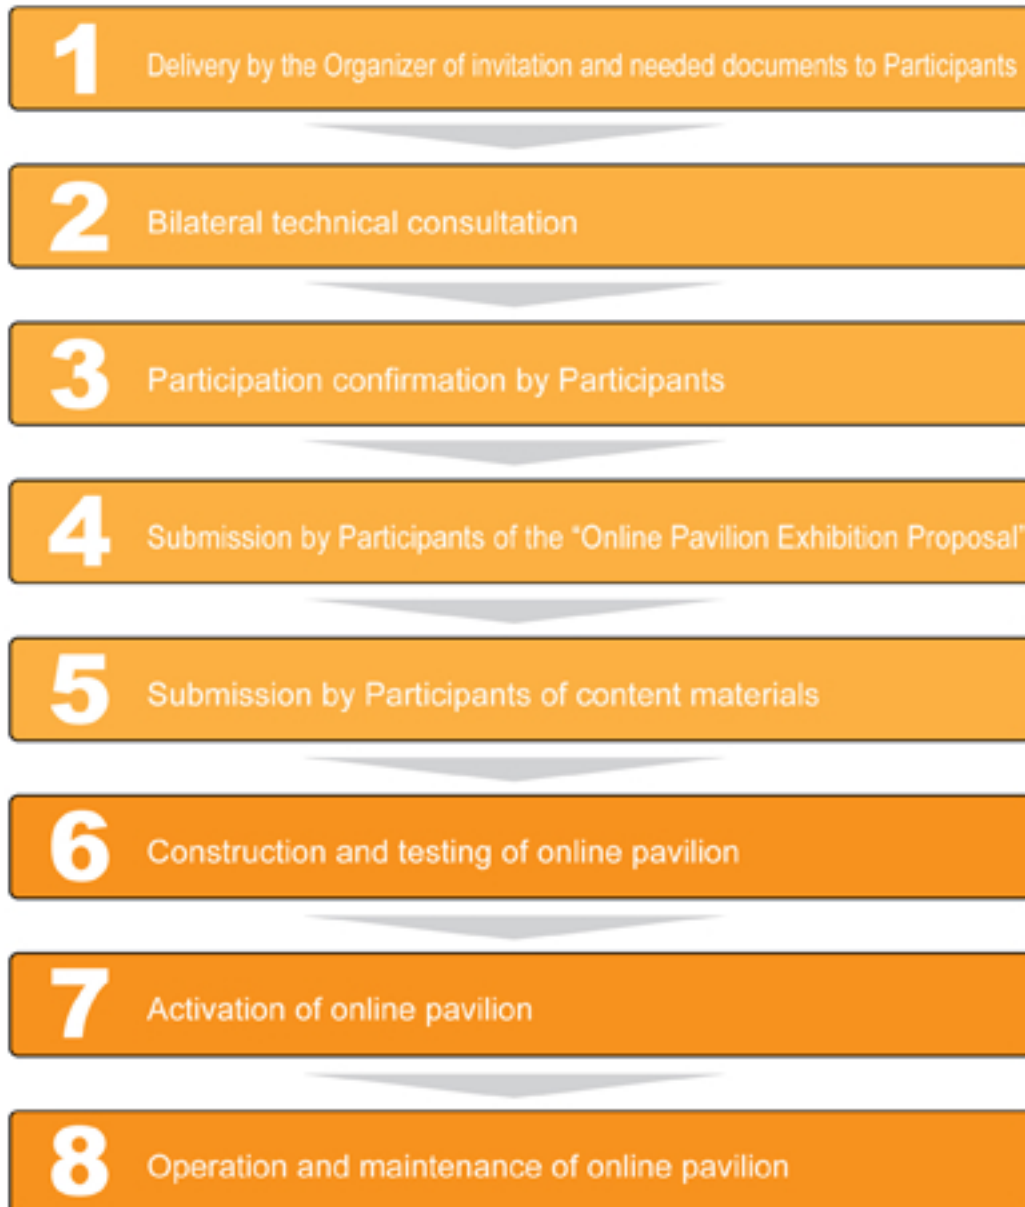 1 Delivery by the Organizer of invitation and needed documents to Participants
2 Bilateral technical consultation
3 Participation confirmation by Participants
4 Submission by Participants of the “Online Pavilion Exhibition Proposal”
5 Submission by Participants of content materials
6 Construction and testing of online pavilion
7 Activation of online pavilion
8 Operation and maintenance of online pavilion